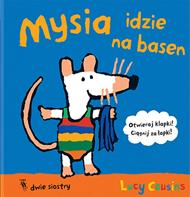 Mysia
idzie
na basen
Otwieraj klapki!
Ciągnij za łapki!
dwie siostry
Lucy Cousins